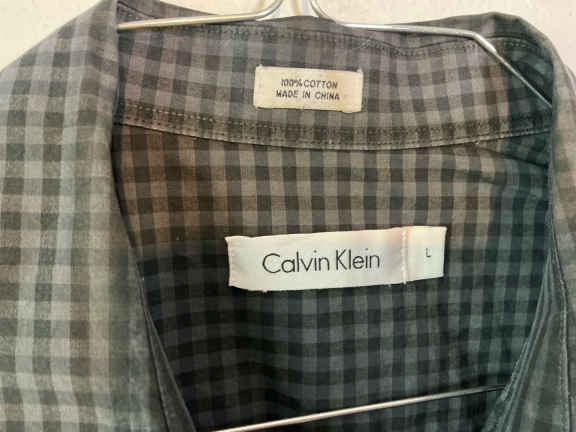 100% COTTON
MADE IN CHINA
Calvin Klein
L